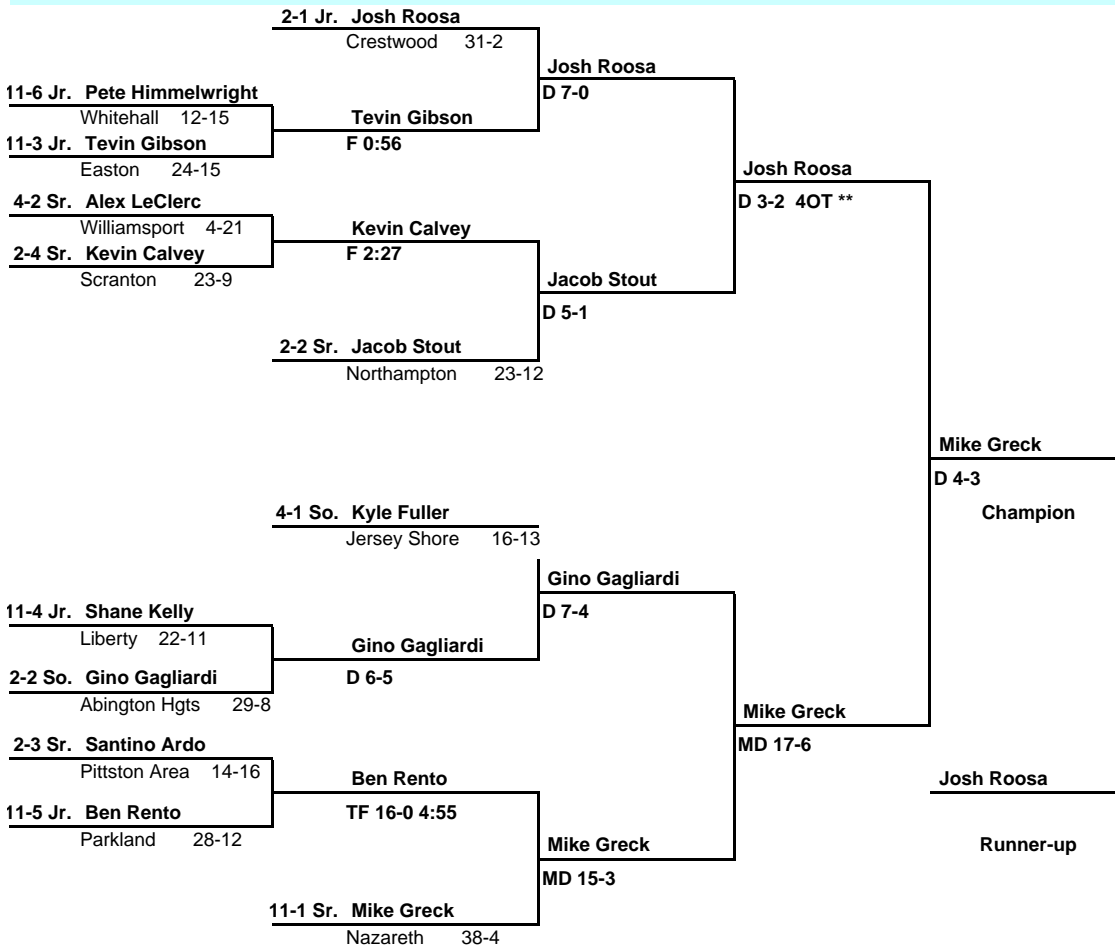 2-1 Jr. Josh Roosa
Crestwood 31-2
Josh Roosa
11-6 Jr. Pete Himmelwright
D 7-0
Whitehall 12-15
Tevin Gibson
11-3 Jr. Tevin Gibson
F 0:56
Easton 24-15
Josh Roosa
4-2 Sr. Alex LeClerc
D 3-2 4OT **
Williamsport 4-21
Kevin Calvey
2-4 Sr. Kevin Calvey
F 2:27
Scranton 23-9
Jacob Stout
D 5-1
2-2 Sr. Jacob Stout
Northampton 23-12
Mike Greck
D 4-3
4-1 So. Kyle Fuller
Champion
Jersey Shore 16-13
Gino Gagliardi
11-4 Jr. Shane Kelly
D 7-4
Liberty 22-11
Gino Gagliardi
2-2 So. Gino Gagliardi
D 6-5
Abington Hgts 29-8
Mike Greck
2-3 Sr. Santino Ardo
MD 17-6
Pittston Area 14-16
Ben Rento
Josh Roosa
11-5 Jr. Ben Rento
TF 16-0 4:55
Parkland 28-12
Mike Greck
Runner-up
MD 15-3
11-1 Sr. Mike Greck
Nazareth 38-4